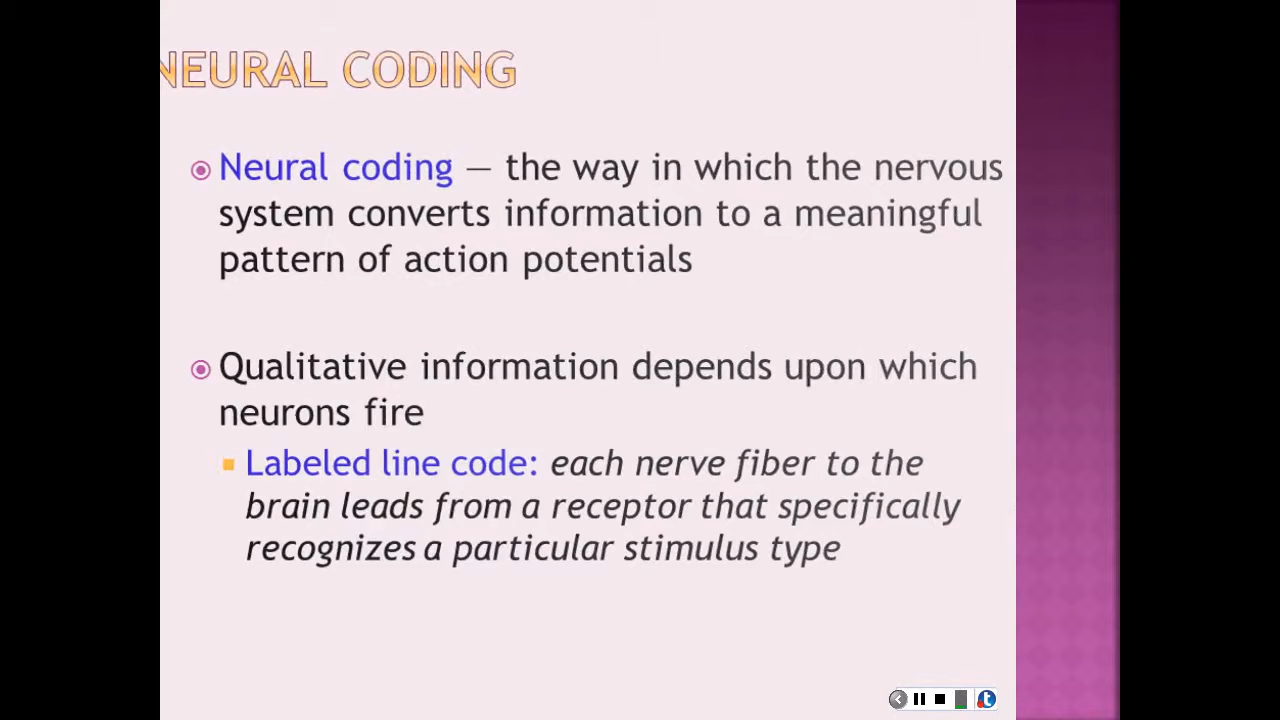 NEURAL CODING
Neural coding — the way in which the nervous
system converts information to a meaningful
pattern of action potentials
Qualitative information depends upon which
neurons fire
Labeled line code: each nerve fiber to the
brain leads from a receptor that specifically
recognizes a particular stimulus type
t